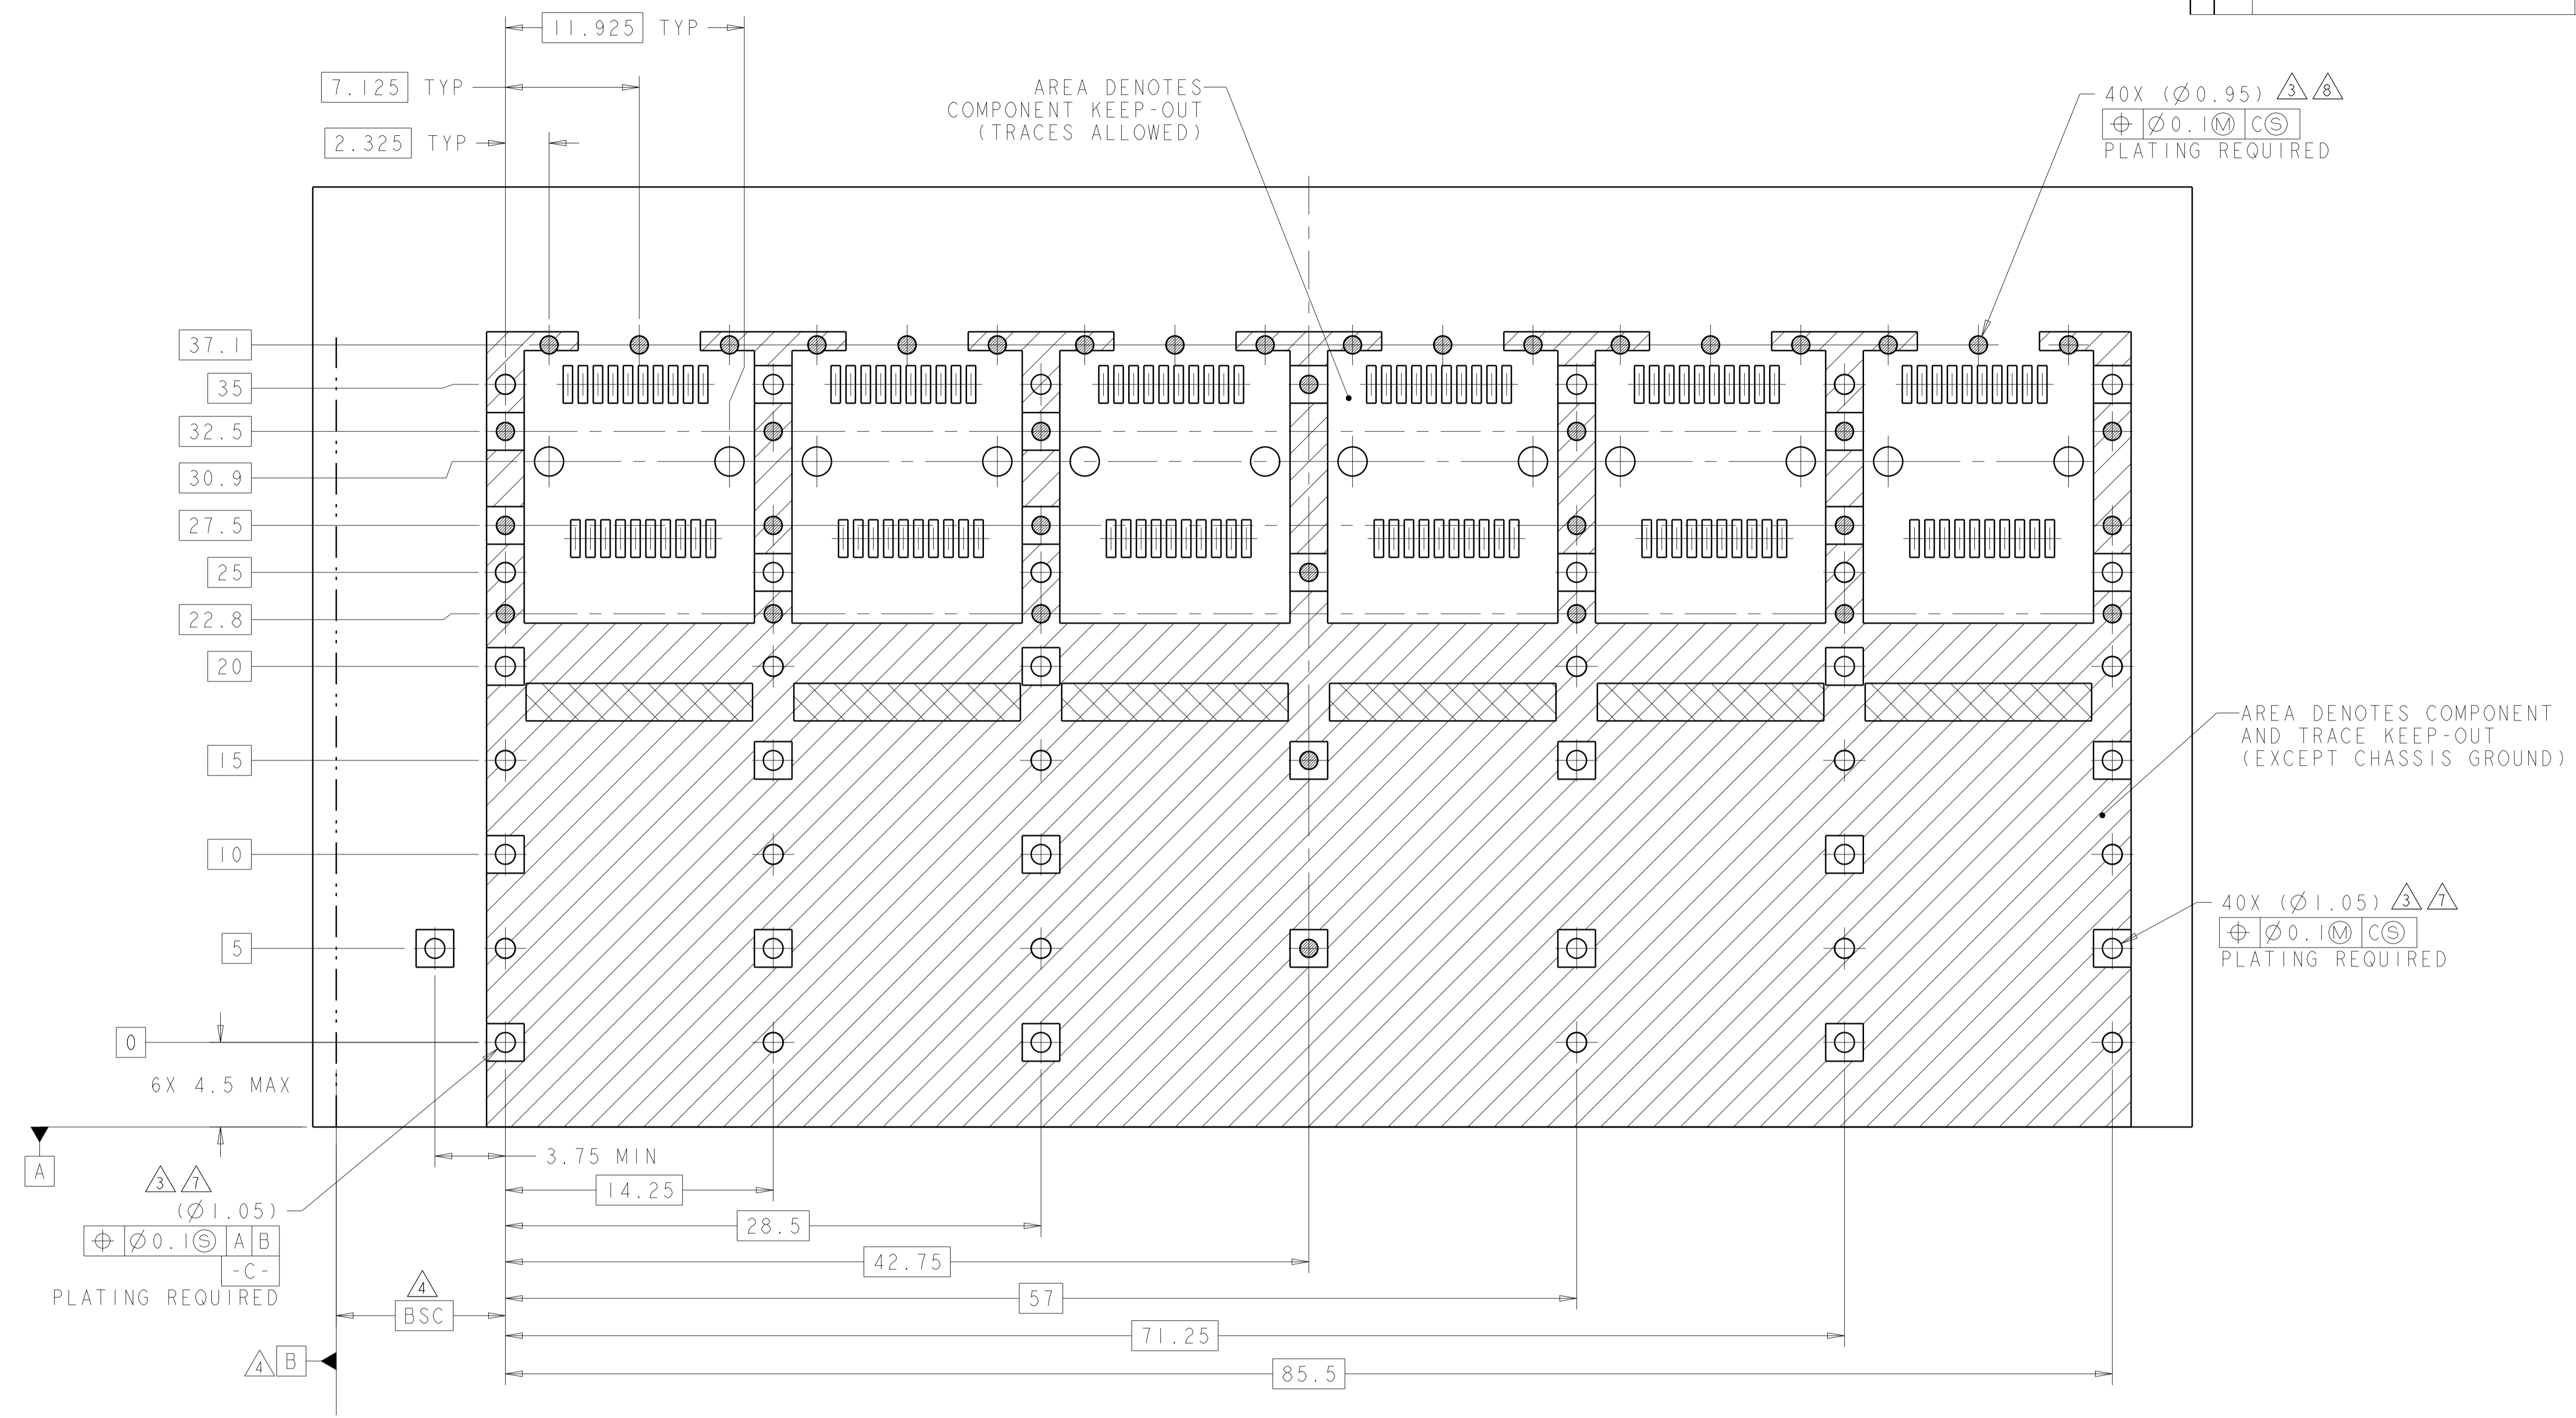 11.925 TYP
7.125 TYP
2.325 TYP
AREA DENOTES
COMPONENT KEEP-OUT
(TRACES ALLOWED)
40X (Ø0.95) 3 8
⌖ Ø0.1Ⓜ CⓈ
PLATING REQUIRED
37.1
35
32.5
30.9
27.5
25
22.8
20
15
10
5
0
6X 4.5 MAX
A
AREA DENOTES COMPONENT
AND TRACE KEEP-OUT
(EXCEPT CHASSIS GROUND)
40X (Ø1.05) 3 7
⌖ Ø0.1Ⓜ CⓈ
PLATING REQUIRED
3 7
(Ø1.05)
⌖ Ø0.1Ⓢ A B
-C-
PLATING REQUIRED
3.75 MIN
14.25
28.5
42.75
4
BSC
57
71.25
4 B
85.5